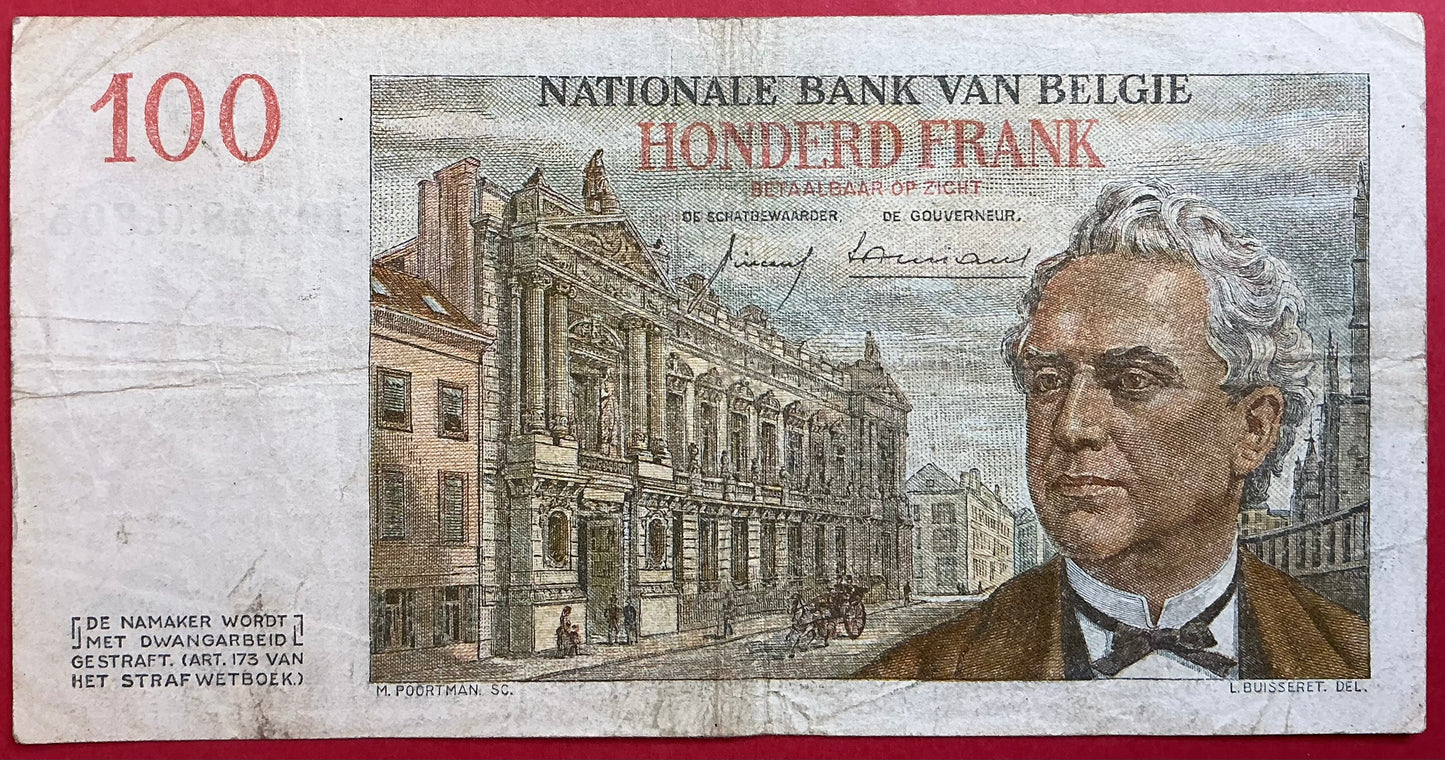 100
NATIONALE BANK VAN BELGIE
HONDERD FRANK
BETAALBAAR OP ZICHT
DE SCHATBEWAARDER, DE GOUVERNEUR,
DE NAMAKER WORDT
MET DWANGARBEID
GESTRAFT. (ART. 173 VAN
HET STRAFWETBOEK.)
M. POORTMAN. SC.
L. BUISSERET. DEL.